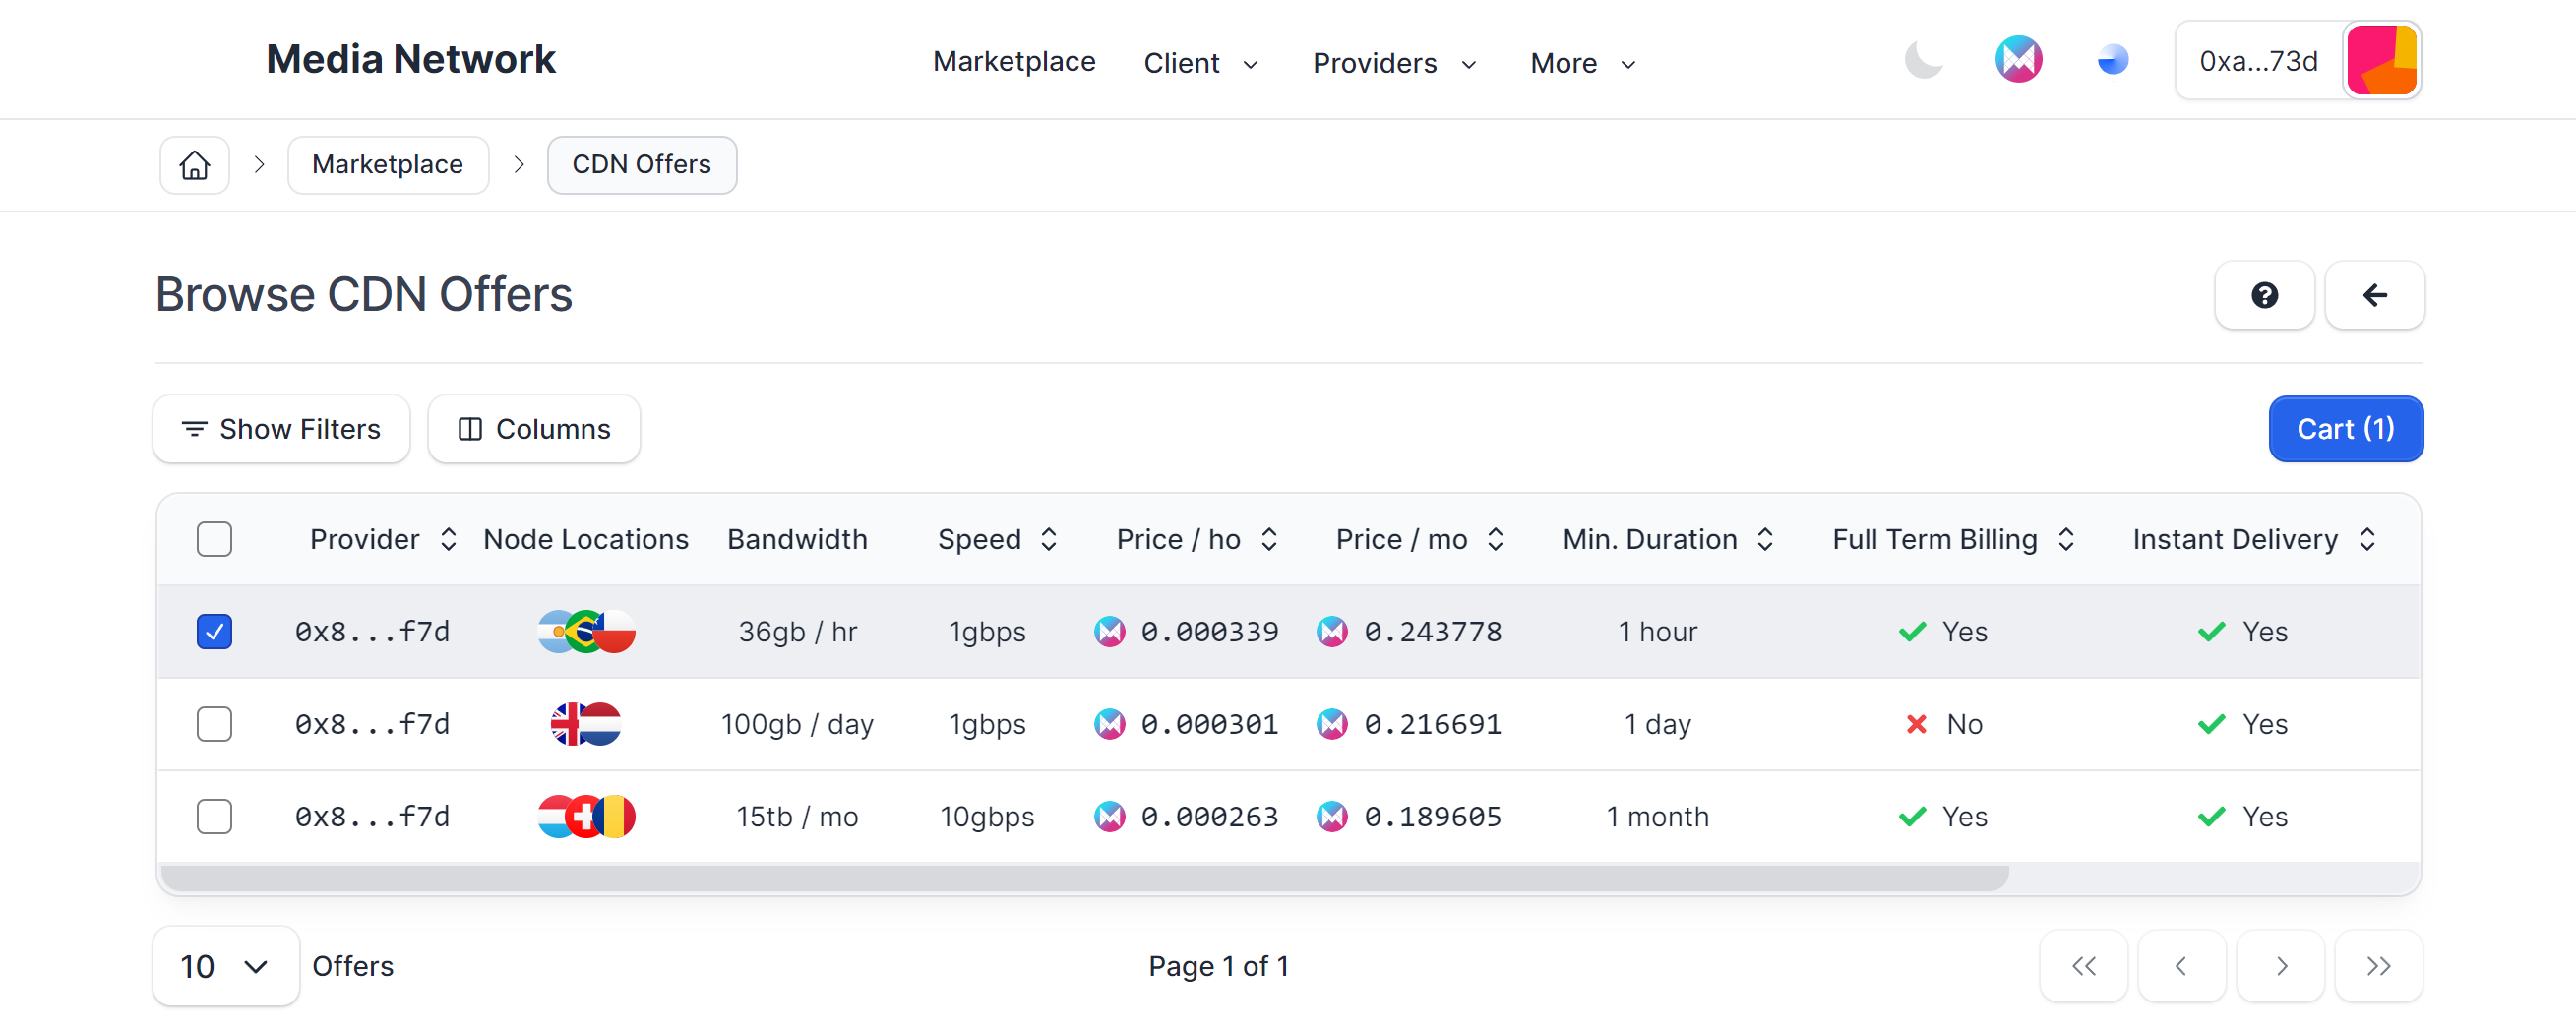 Media Network
Marketplace Client Providers More
0xa...73d
Marketplace
CDN Offers
Browse CDN Offers
Show Filters
Columns
Cart (1)
Provider Node Locations Bandwidth Speed Price / ho Price / mo Min. Duration Full Term Billing Instant Delivery
0x8...f7d 36gb / hr 1gbps 0.000339 0.243778 1 hour Yes Yes
0x8...f7d 100gb / day 1gbps 0.000301 0.216691 1 day No Yes
0x8...f7d 15tb / mo 10gbps 0.000263 0.189605 1 month Yes Yes
10 Offers
Page 1 of 1